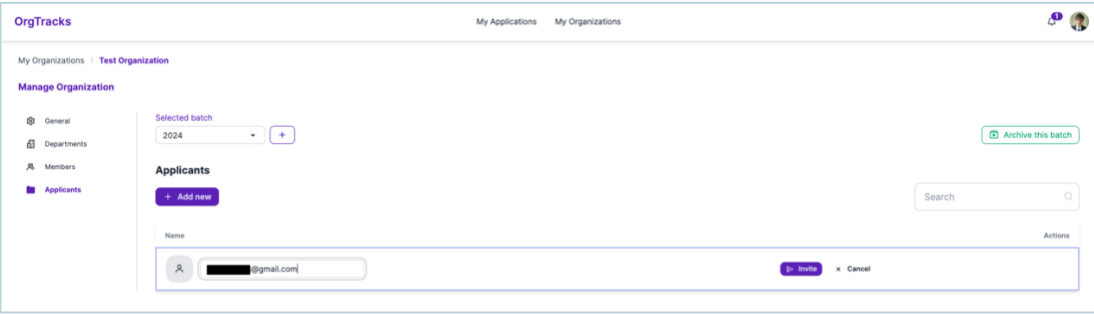 OrgTracks
My Applications My Organizations
1
My Organizations > Test Organization
Manage Organization
General
Departments
Members
Applicants
Selected batch
2024
+
Archive this batch
Applicants
+ Add new
Search
Name Actions
@gmail.com
Invite × Cancel